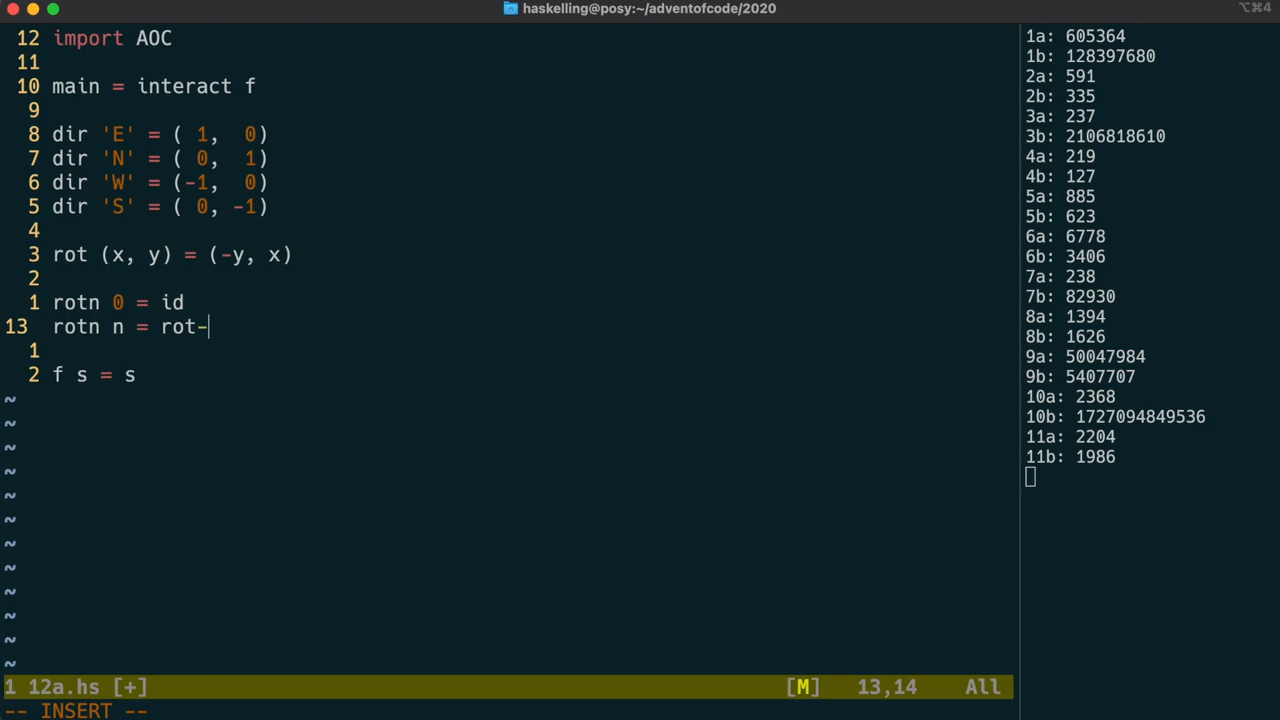 haskelling@posy:~/adventofcode/2020
⌥⌘4
12 import AOC
11
10 main = interact f
9
8 dir 'E' = ( 1,  0)
7 dir 'N' = ( 0,  1)
6 dir 'W' = (-1,  0)
5 dir 'S' = ( 0, -1)
4
3 rot (x, y) = (-y, x)
2
1 rotn 0 = id
13 rotn n = rot-
1
2 f s = s
~
~
~
~
~
~
~
~
~
~
~
~
1 12a.hs [+] [M] 13,14 All
-- INSERT --
1a: 605364
1b: 128397680
2a: 591
2b: 335
3a: 237
3b: 2106818610
4a: 219
4b: 127
5a: 885
5b: 623
6a: 6778
6b: 3406
7a: 238
7b: 82930
8a: 1394
8b: 1626
9a: 50047984
9b: 5407707
10a: 2368
10b: 1727094849536
11a: 2204
11b: 1986